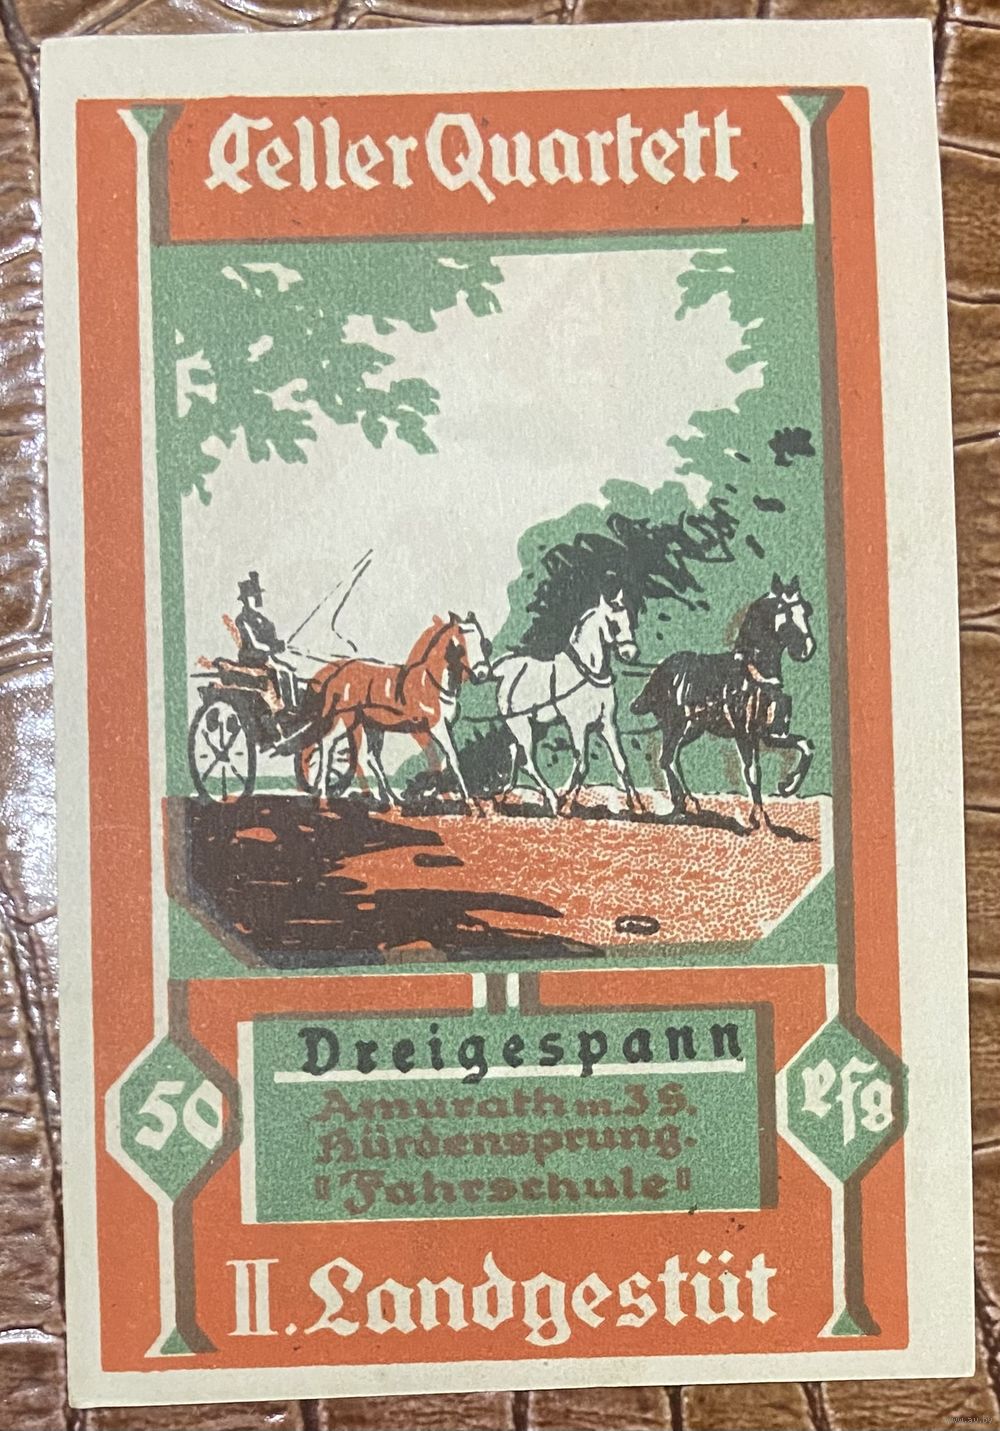 Celler Quartett
Dreigespann
50
Pfg
Amurath m. 3 S.
Hürdensprung.
"Fahrschule"
II. Landgestüt